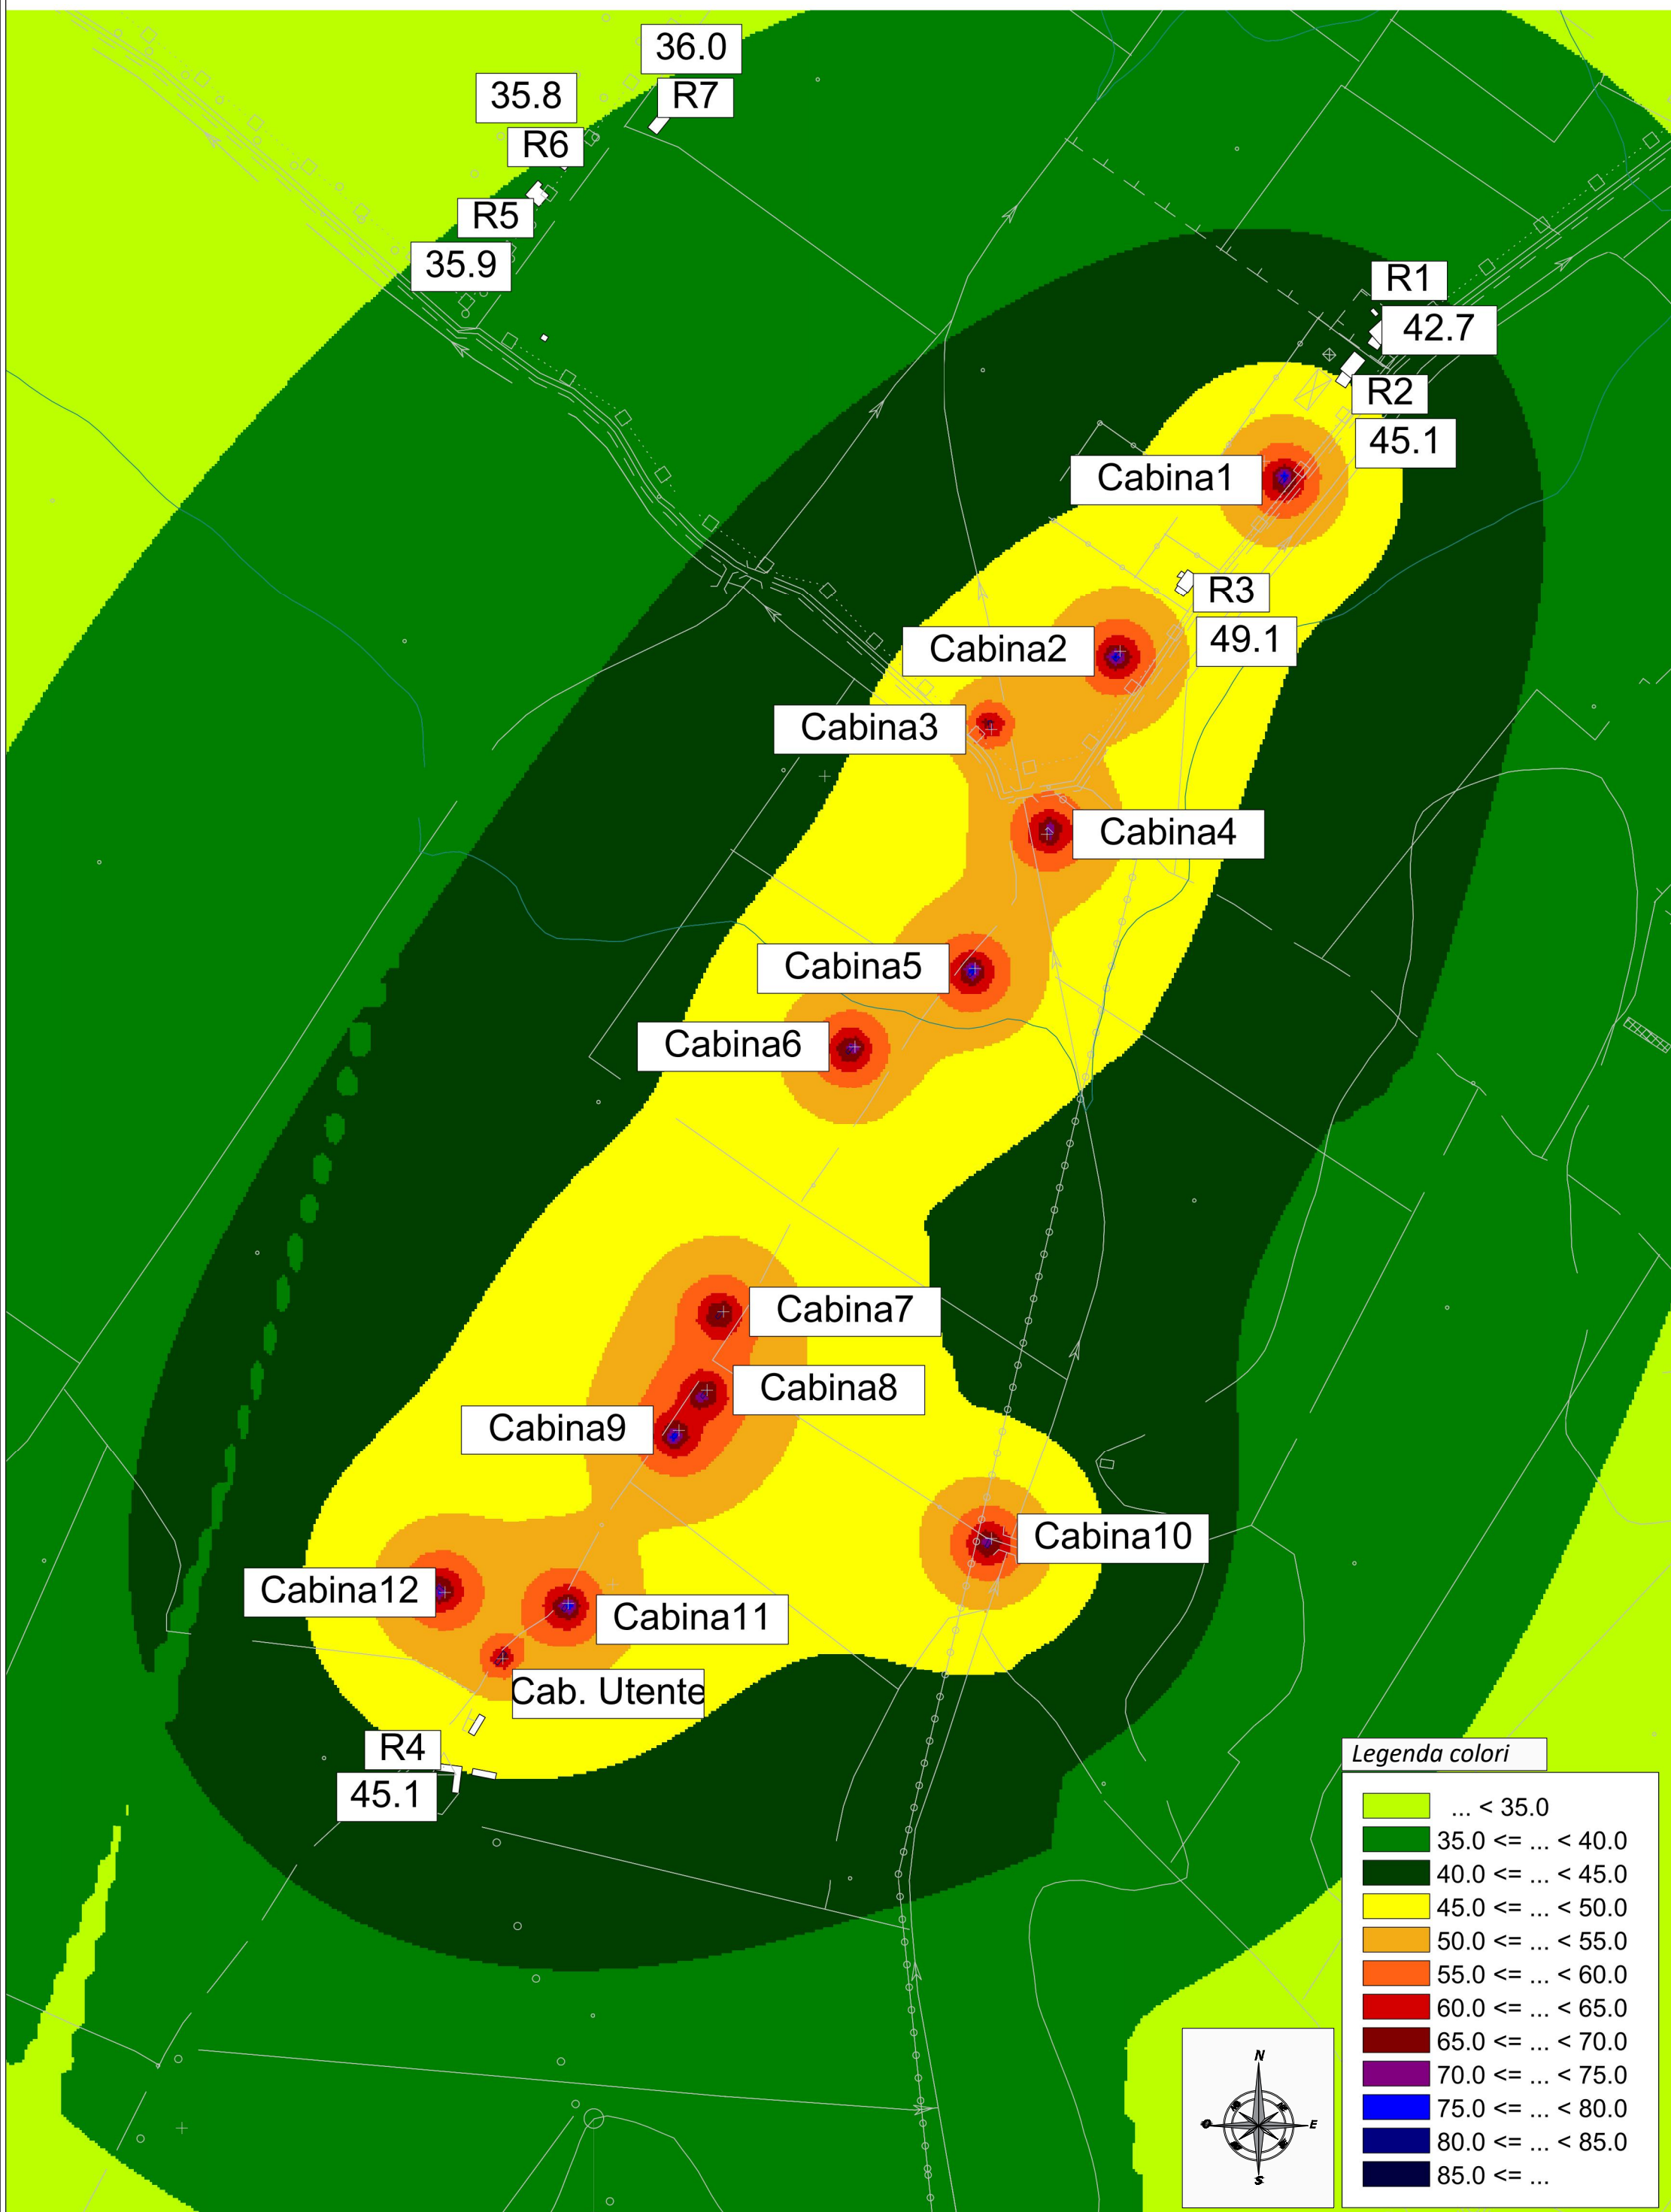 36.0
R7
35.8
R6
R5
35.9
R1
42.7
R2
45.1
Cabina1
R3
49.1
Cabina2
Cabina3
Cabina4
Cabina5
Cabina6
Cabina7
Cabina8
Cabina9
Cabina10
Cabina12
Cabina11
Cab. Utente
R4
45.1
Legenda colori
... < 35.0
35.0 <= ... < 40.0
40.0 <= ... < 45.0
45.0 <= ... < 50.0
50.0 <= ... < 55.0
55.0 <= ... < 60.0
60.0 <= ... < 65.0
65.0 <= ... < 70.0
70.0 <= ... < 75.0
75.0 <= ... < 80.0
80.0 <= ... < 85.0
85.0 <= ...
N
E
S